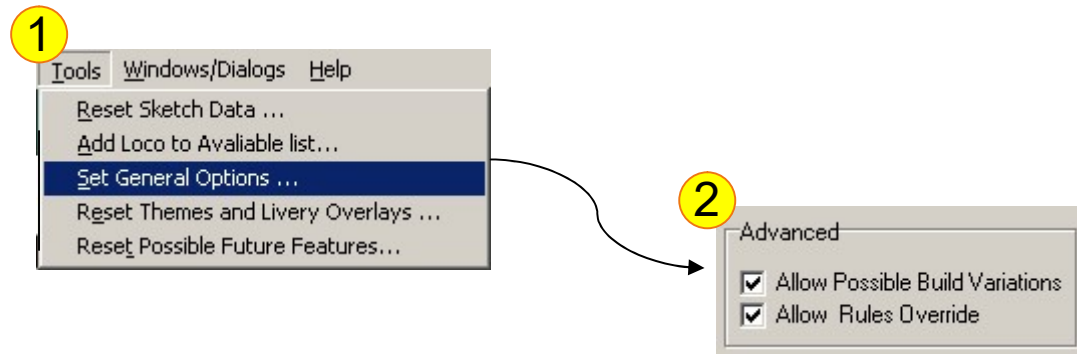 1
Tools Windows/Dialogs Help
Reset Sketch Data ...
Add Loco to Avaliable list...
Set General Options ...
Reset Themes and Livery Overlays ...
Reset Possible Future Features...
2
Advanced
Allow Possible Build Variations
Allow Rules Override